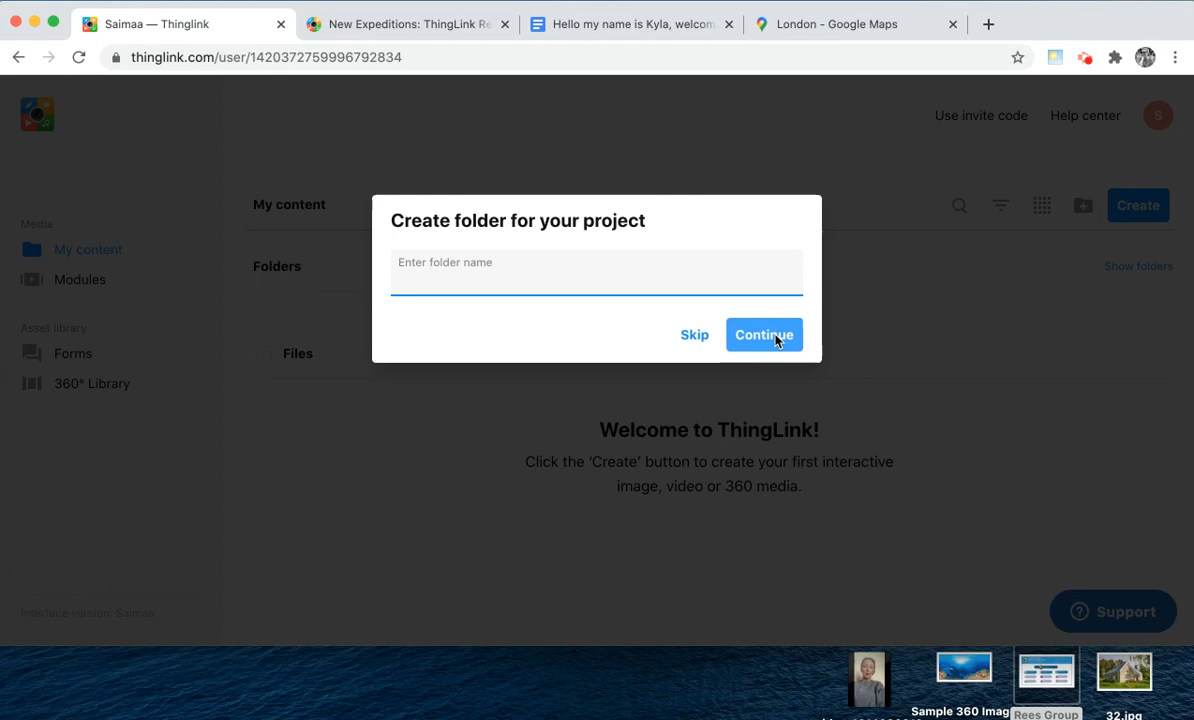 Saimaa — Thinglink
New Expeditions: ThingLink Re
Hello my name is Kyla, welcom
London - Google Maps
thinglink.com/user/1420372759996792834
Use invite code
Help center
S
Media
My content
Modules
Asset library
Forms
360° Library
Interface version: Saimaa
My content
Create
Folders
Show folders
Files
Create folder for your project
Enter folder name
Skip
Continue
Welcome to ThingLink!
Click the ‘Create’ button to create your first interactive
image, video or 360 media.
Support
Sample 360 Imag
Rees Group
32.jpg